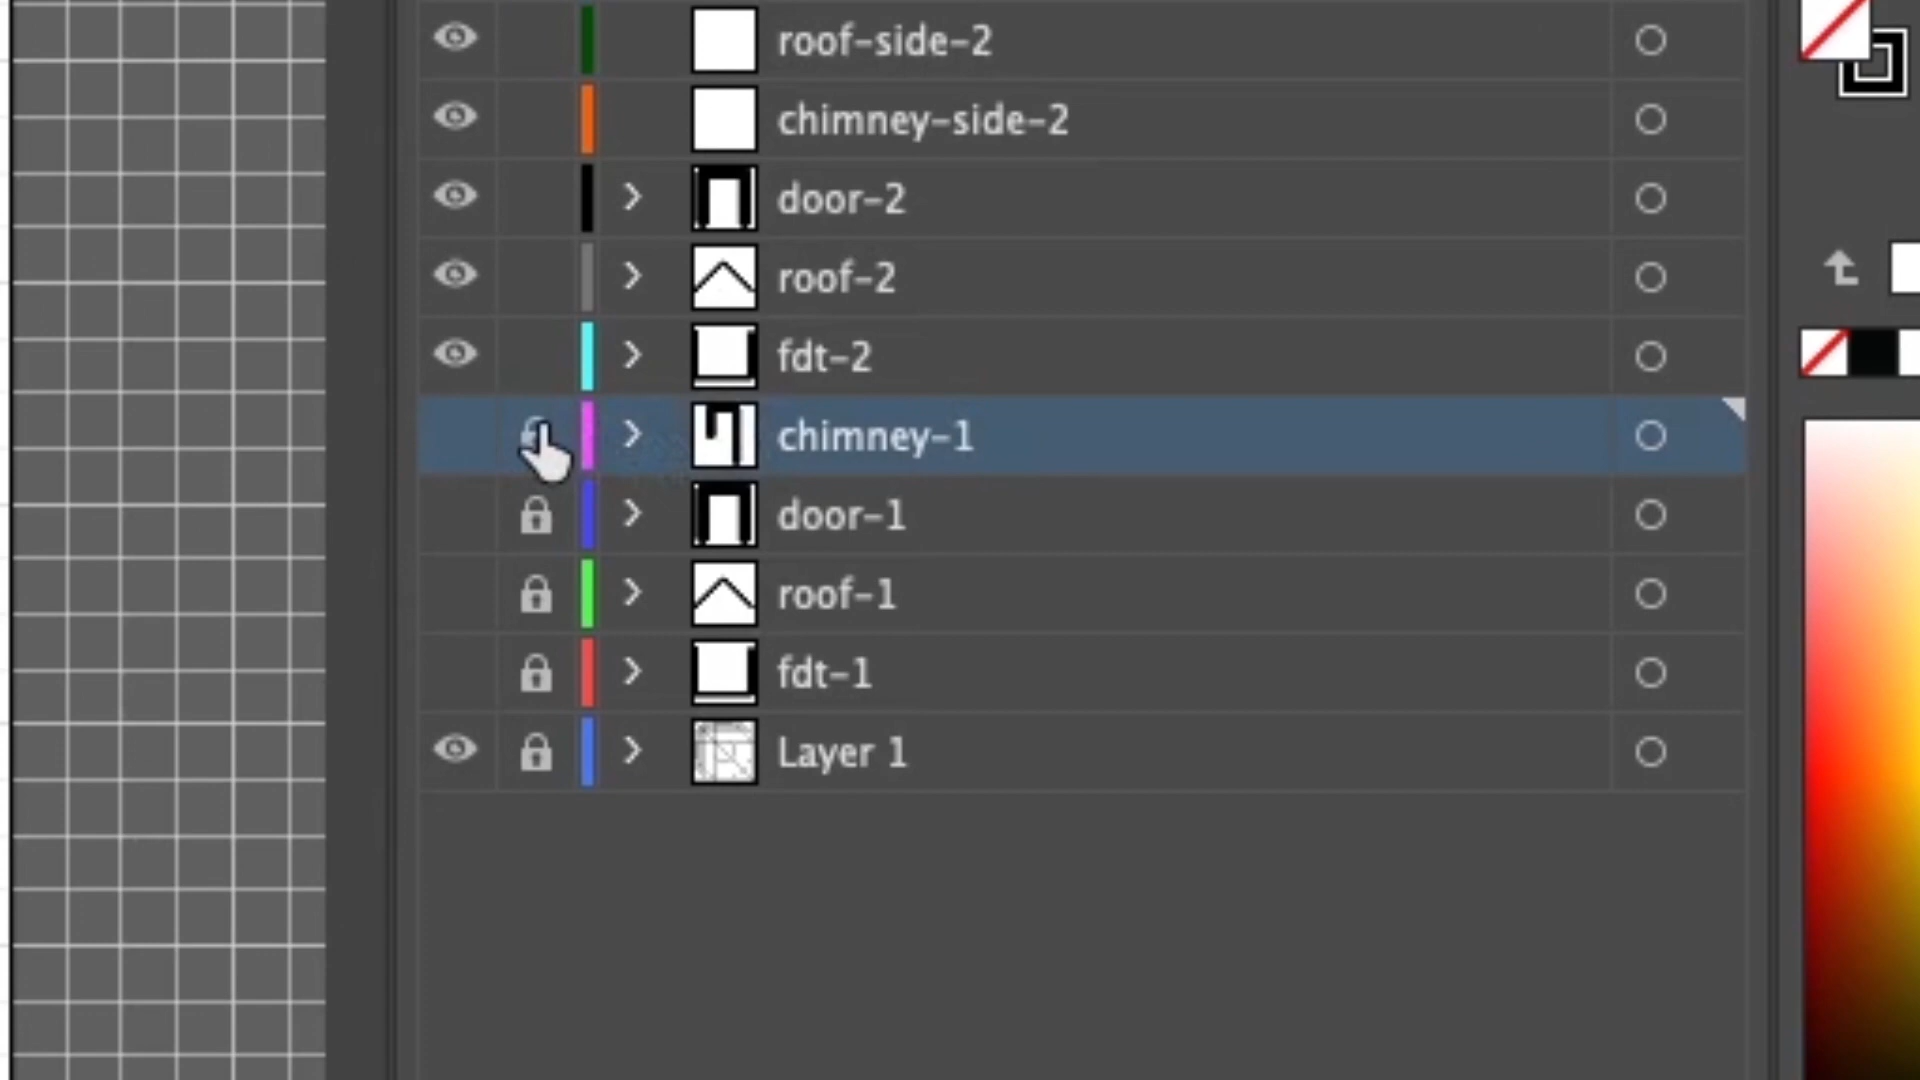 roof-side-2
chimney-side-2
door-2
roof-2
fdt-2
chimney-1
door-1
roof-1
fdt-1
Layer 1